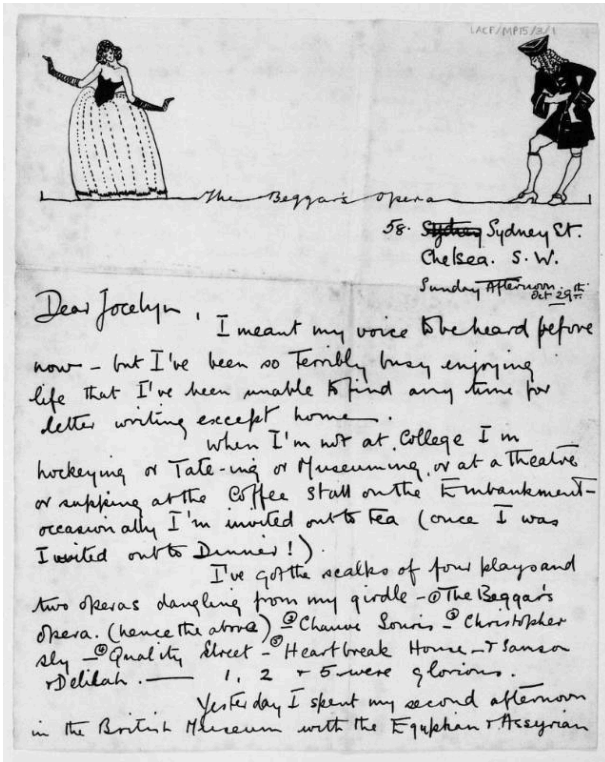 LACF/MP15/3/1
The Beggar's Opera
58. Sydney Sydney St.
Chelsea. S. W.
Sunday Afternoon.
Oct 29th.
Dear Jocelyn,
I meant my voice to be heard before
now - but I've been so terribly busy enjoying
life that I've been unable to find any time for
letter writing except home.
When I'm not at College I'm
hockeying or Tate-ing or Museuming, or at a Theatre
or supping at the Coffee Stall on the Embankment -
occasionally I'm invited out to Tea (once I was
Invited out to Dinner!).
I've got the scalps of four plays and
two operas dangling from my girdle - ① The Beggar's
opera. (hence the above) ② Chauve Souris - ③ Christopher
Sly - ④ Quality Street - ⑤ Heartbreak House - & Samson
& Delilah. — 1, 2 & 5 were glorious.
Yesterday I spent my second afternoon
in the British Museum with the Egyptian & Assyrian